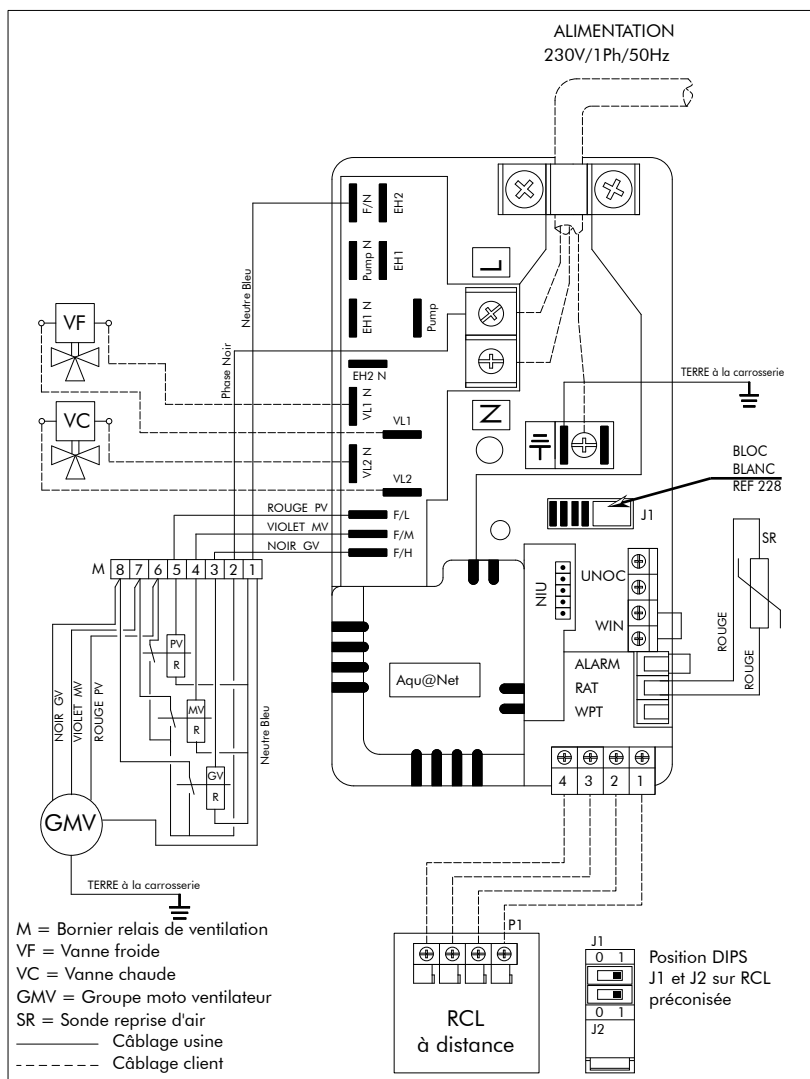 ALIMENTATION
230V/1Ph/50Hz
F/N
EH2
Pump N
EH1
EH1 N
Pump
EH2 N
L
N
Neutre Bleu
Phase Noir
VF
VC
VL1 N
VL1
VL2 N
VL2
TERRE à la carrosserie
BLOC
BLANC
REF 228
J1
ROUGE PV
F/L
VIOLET MV
F/M
NOIR GV
F/H
SR
M
8 7 6 5 4 3 2 1
NIU
UNOC
WIN
ALARM
RAT
WPT
ROUGE
ROUGE
Aqu@Net
PV
R
MV
R
GV
R
NOIR GV
VIOLET MV
ROUGE PV
Neutre Bleu
GMV
4 3 2 1
TERRE à la carrosserie
M = Bornier relais de ventilation
VF = Vanne froide
VC = Vanne chaude
GMV = Groupe moto ventilateur
SR = Sonde reprise d'air
Câblage usine
Câblage client
P1
RCL
à distance
J1
0 1
0 1
J2
Position DIPS
J1 et J2 sur RCL
préconisée